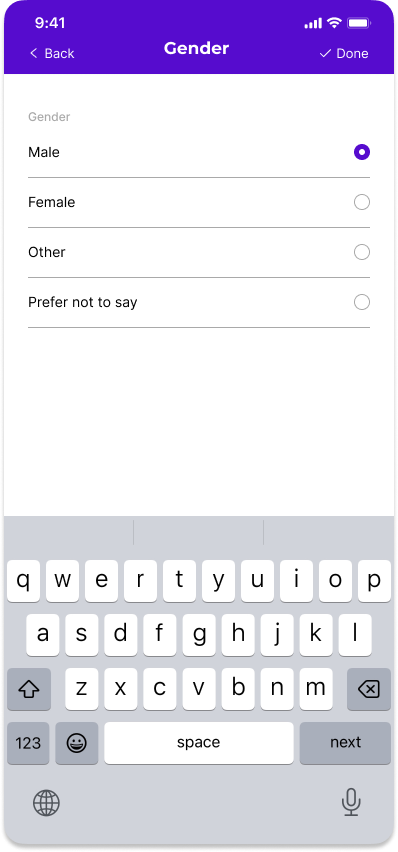 9:41
Back Gender Done
Gender
Male
Female
Other
Prefer not to say
q w e r t y u i o p
a s d f g h j k l
z x c v b n m
123 space next